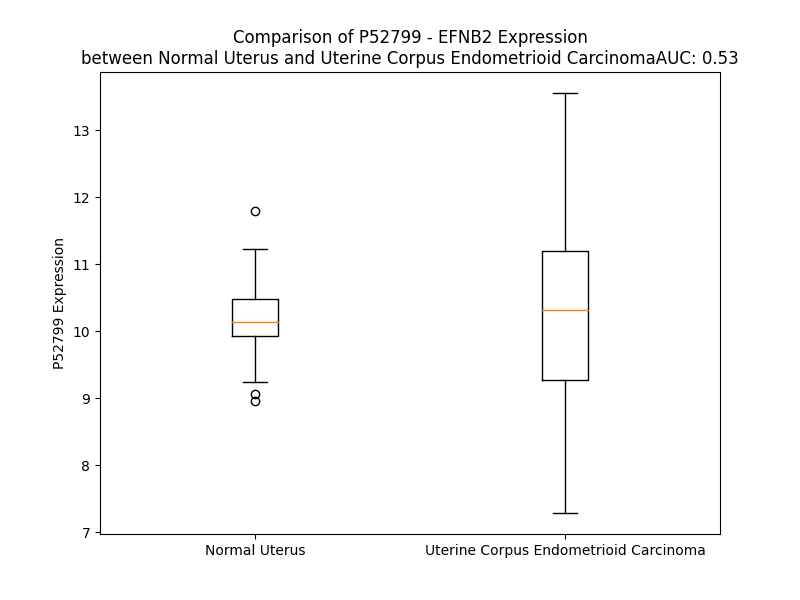 Comparison of P52799 - EFNB2 Expression
between Normal Uterus and Uterine Corpus Endometrioid CarcinomaAUC: 0.53
13
12
11
10
9
8
7
P52799 Expression
Normal Uterus
Uterine Corpus Endometrioid Carcinoma